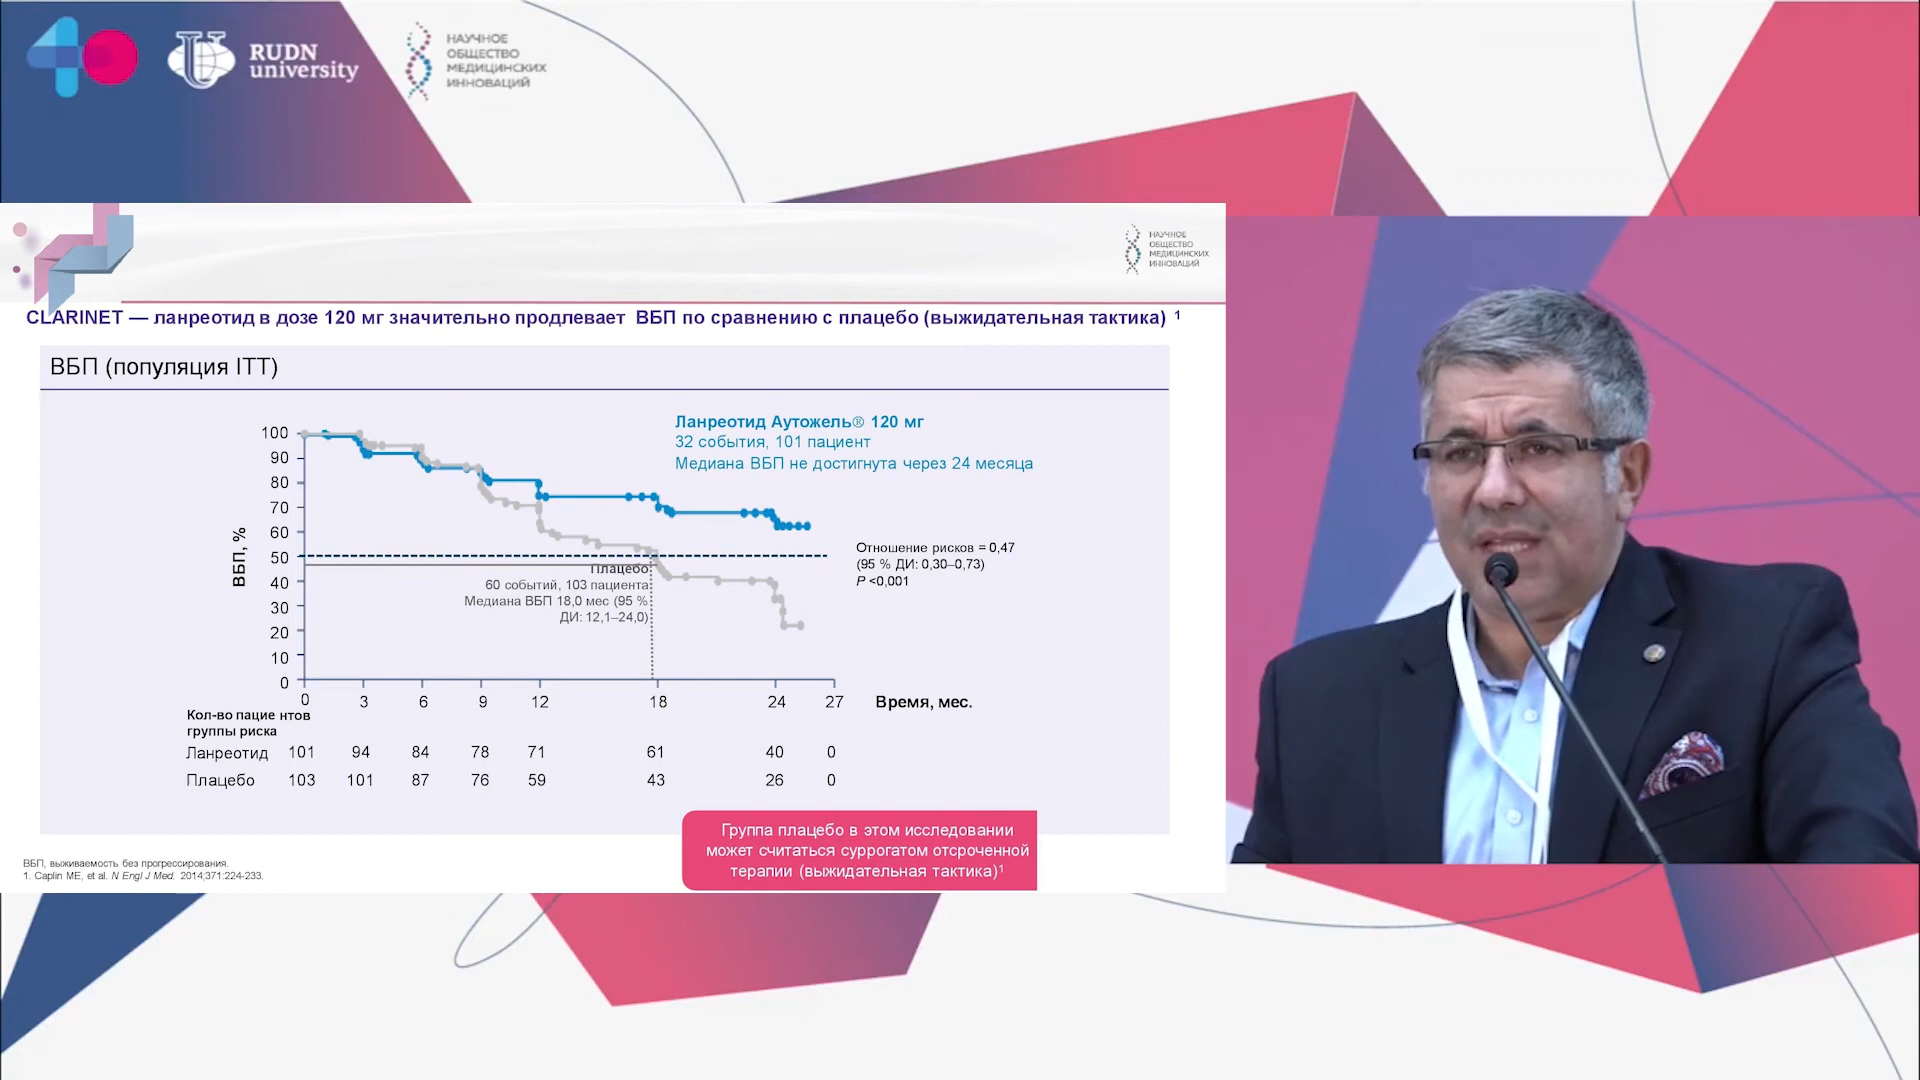 RUDN
university
НАУЧНОЕ
ОБЩЕСТВО
МЕДИЦИНСКИХ
ИННОВАЦИЙ
НАУЧНОЕ
ОБЩЕСТВО
МЕДИЦИНСКИХ
ИННОВАЦИЙ
CLARINET — ланреотид в дозе 120 мг значительно продлевает ВБП по сравнению с плацебо (выжидательная тактика) 1
ВБП (популяция ITT)
Ланреотид Аутожель® 120 мг
32 события, 101 пациент
Медиана ВБП не достигнута через 24 месяца
ВБП, %
100
90
80
70
60
50
40
30
20
10
0
Отношение рисков = 0,47
(95 % ДИ: 0,30–0,73)
P <0,001
Плацебо
60 событий, 103 пациента
Медиана ВБП 18,0 мес (95 %
ДИ: 12,1–24,0)
0 3 6 9 12 18 24 27 Время, мес.
Кол-во пацие нтов
группы риска
Ланреотид 101 94 84 78 71 61 40 0
Плацебо 103 101 87 76 59 43 26 0
Группа плацебо в этом исследовании
может считаться суррогатом отсроченной
терапии (выжидательная тактика)1
ВБП, выживаемость без прогрессирования.
1. Caplin ME, et al. N Engl J Med. 2014;371:224-233.